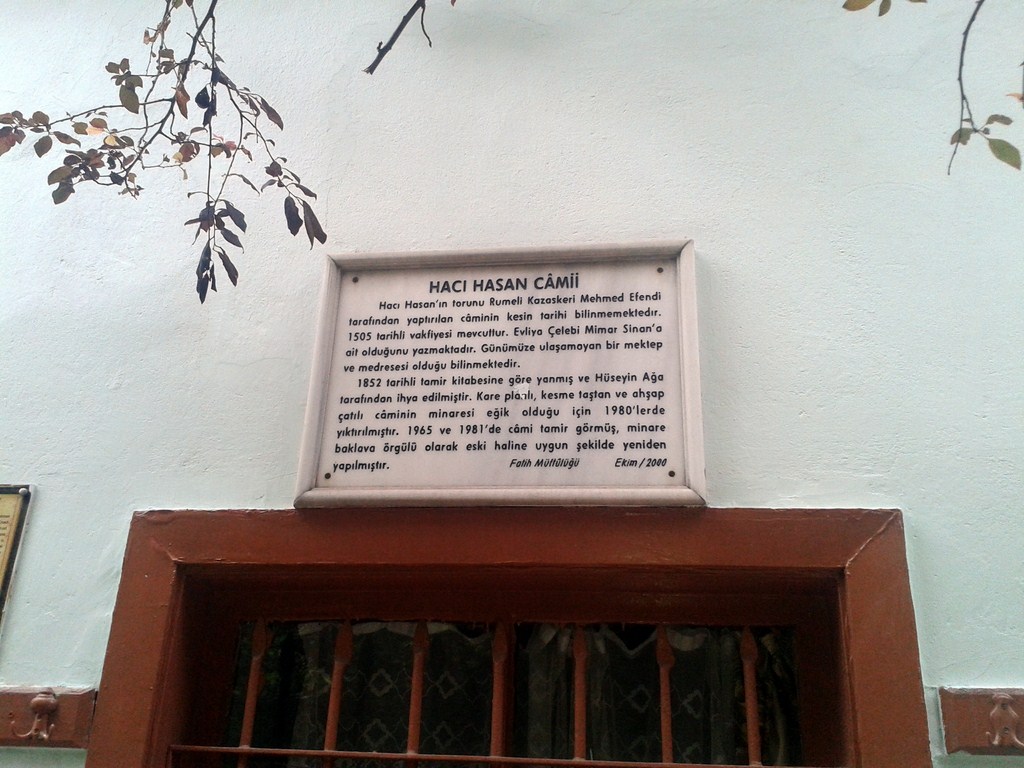 HACI HASAN CÂMİİ
Hacı Hasan'ın torunu Rumeli Kazaskeri Mehmed Efendi
tarafından yaptırılan câminin kesin tarihi bilinmemektedir.
1505 tarihli vakfiyesi mevcuttur. Evliya Çelebi Mimar Sinan'a
ait olduğunu yazmaktadır. Günümüze ulaşamayan bir mektep
ve medresesi olduğu bilinmektedir.
1852 tarihli tamir kitabesine göre yanmış ve Hüseyin Ağa
tarafından ihya edilmiştir. Kare planlı, kesme taştan ve ahşap
çatılı câminin minaresi eğik olduğu için 1980'lerde
yıktırılmıştır. 1965 ve 1981'de câmi tamir görmüş, minare
baklava örgülü olarak eski haline uygun şekilde yeniden
yapılmıştır.
Fatih Müftülüğü Ekim/2000